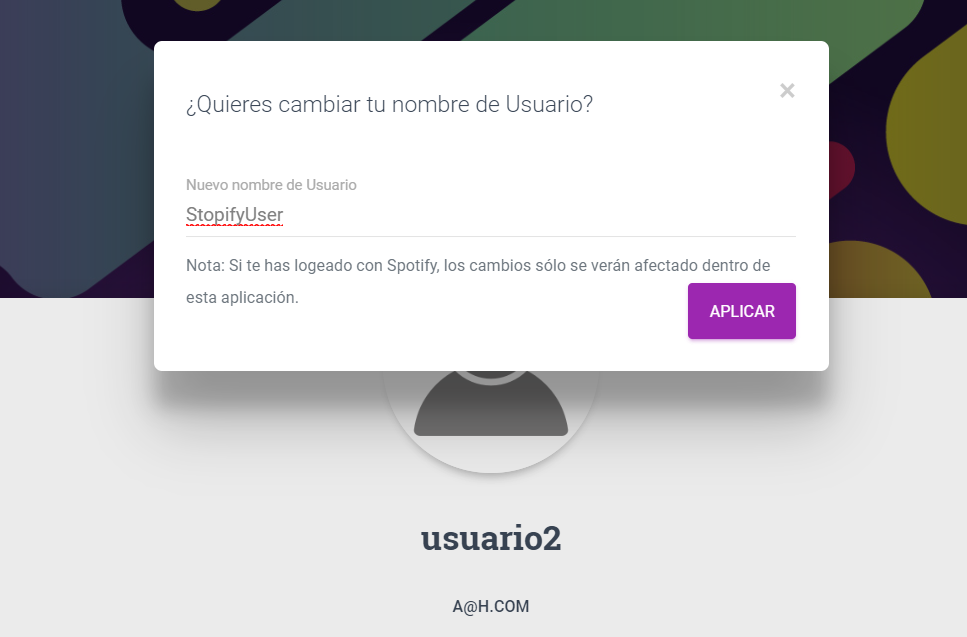 ¿Quieres cambiar tu nombre de Usuario?
×
Nuevo nombre de Usuario
StopifyUser
Nota: Si te has logeado con Spotify, los cambios sólo se verán afectado dentro de
esta aplicación.
APLICAR
usuario2
A@H.COM